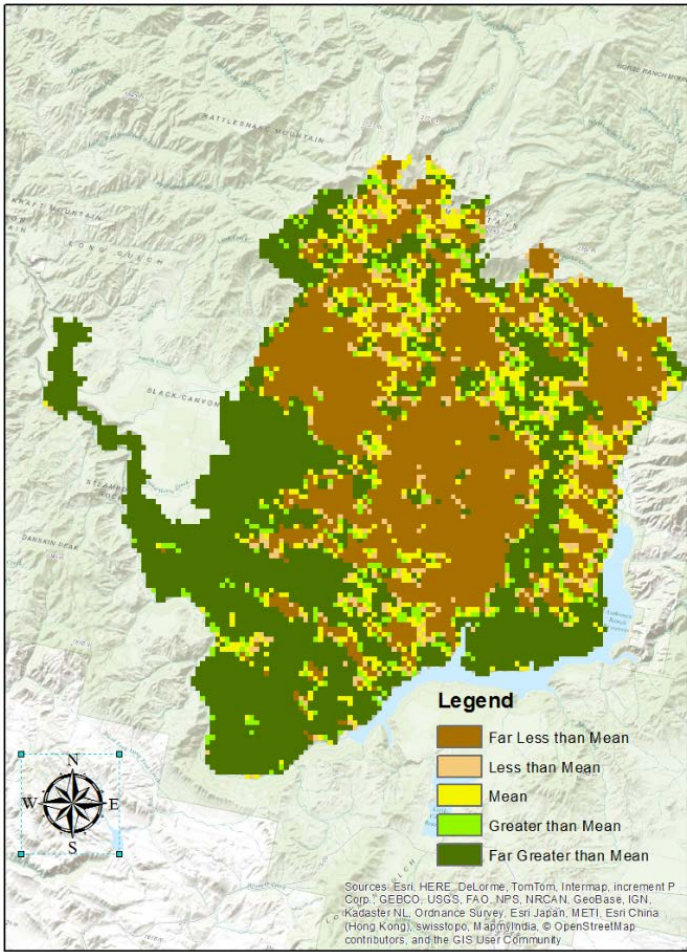 RATTLESNAKE MOUNTAIN
LONG GULCH
BLACK CANYON
DANSKIN PEAK
Legend
Far Less than Mean
Less than Mean
Mean
Greater than Mean
Far Greater than Mean
N
W E
S
Sources: Esri, HERE, DeLorme, TomTom, Intermap, increment P
Corp., GEBCO, USGS, FAO, NPS, NRCAN, GeoBase, IGN,
Kadaster NL, Ordnance Survey, Esri Japan, METI, Esri China
(Hong Kong), swisstopo, MapmyIndia, © OpenStreetMap
contributors, and the GIS User Community